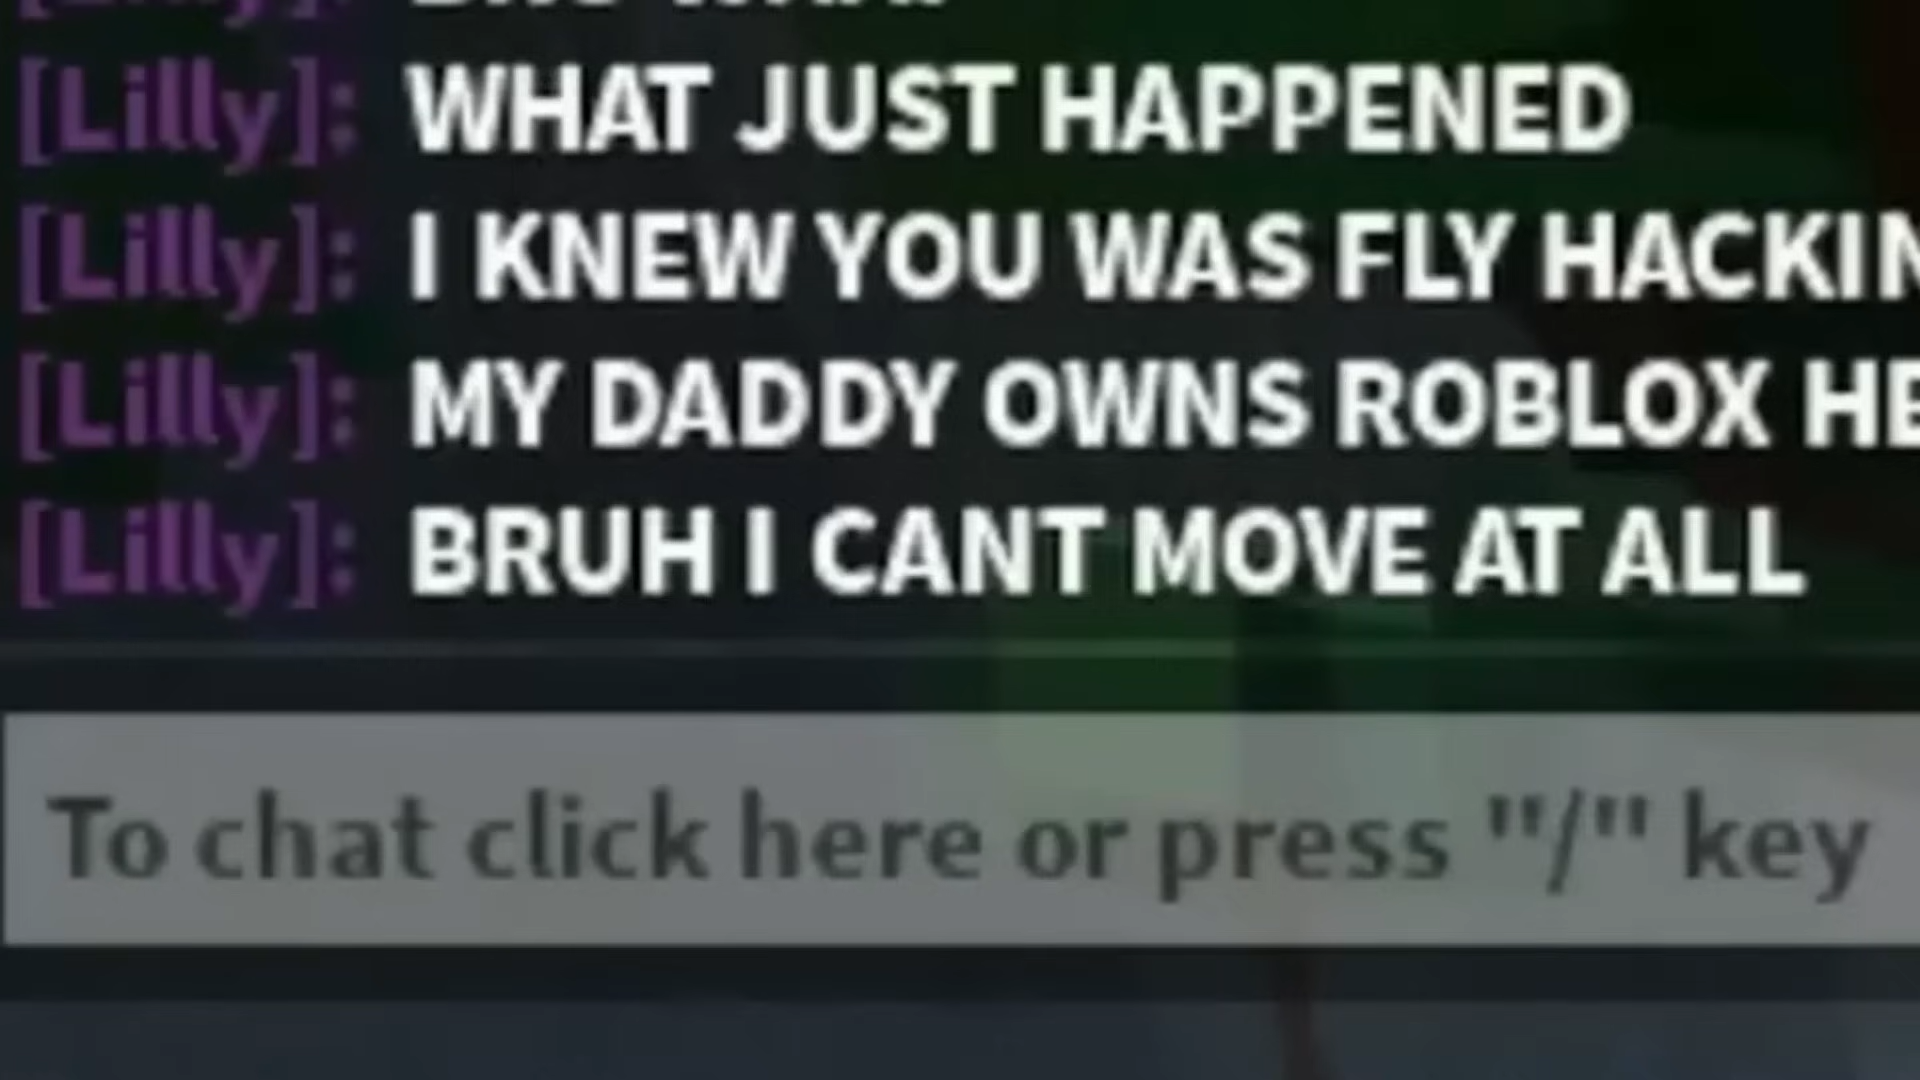 [Lilly]: WHAT JUST HAPPENED
[Lilly]: I KNEW YOU WAS FLY HACKIN
[Lilly]: MY DADDY OWNS ROBLOX HE
[Lilly]: BRUH I CANT MOVE AT ALL
To chat click here or press "/" key